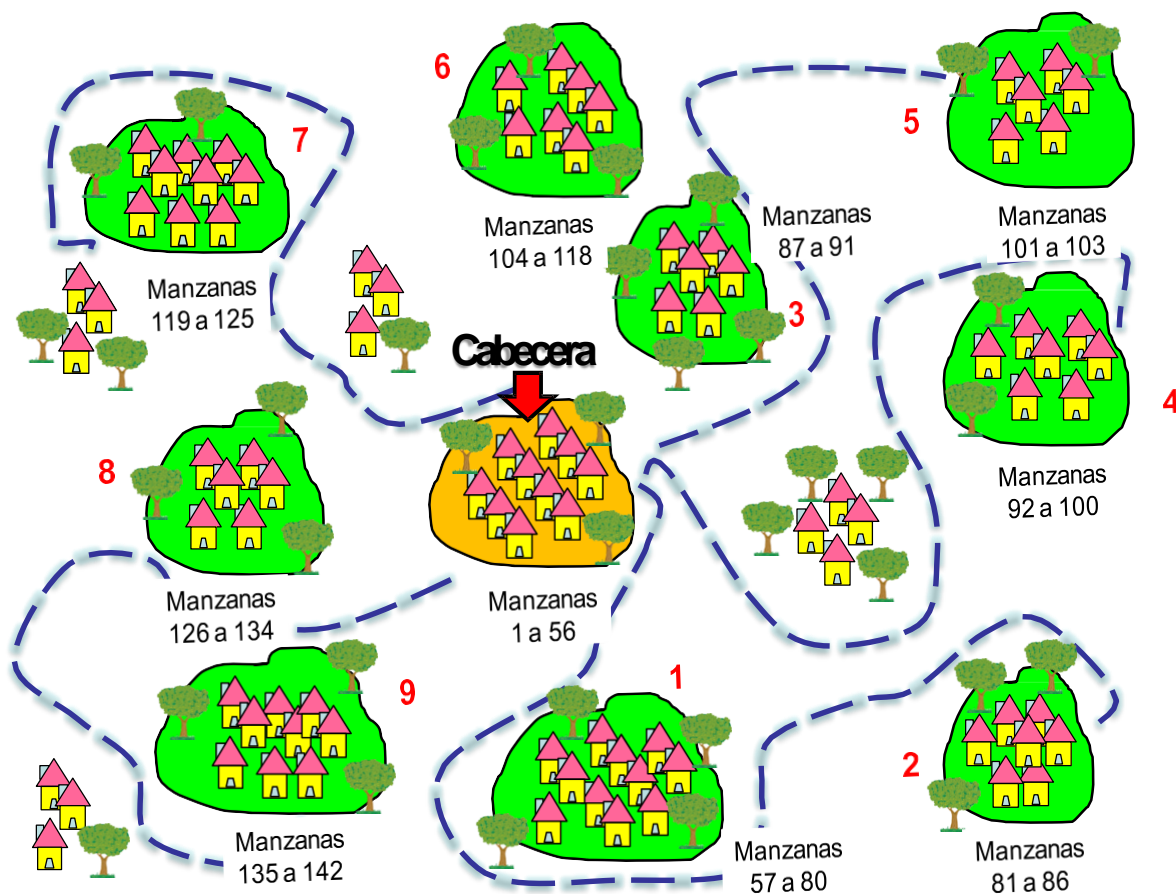 6
5
7
Manzanas
104 a 118
Manzanas
87 a 91
Manzanas
101 a 103
Manzanas
119 a 125
3
Cabecera
4
8
Manzanas
92 a 100
Manzanas
126 a 134
Manzanas
1 a 56
9
1
2
Manzanas
135 a 142
Manzanas
57 a 80
Manzanas
81 a 86